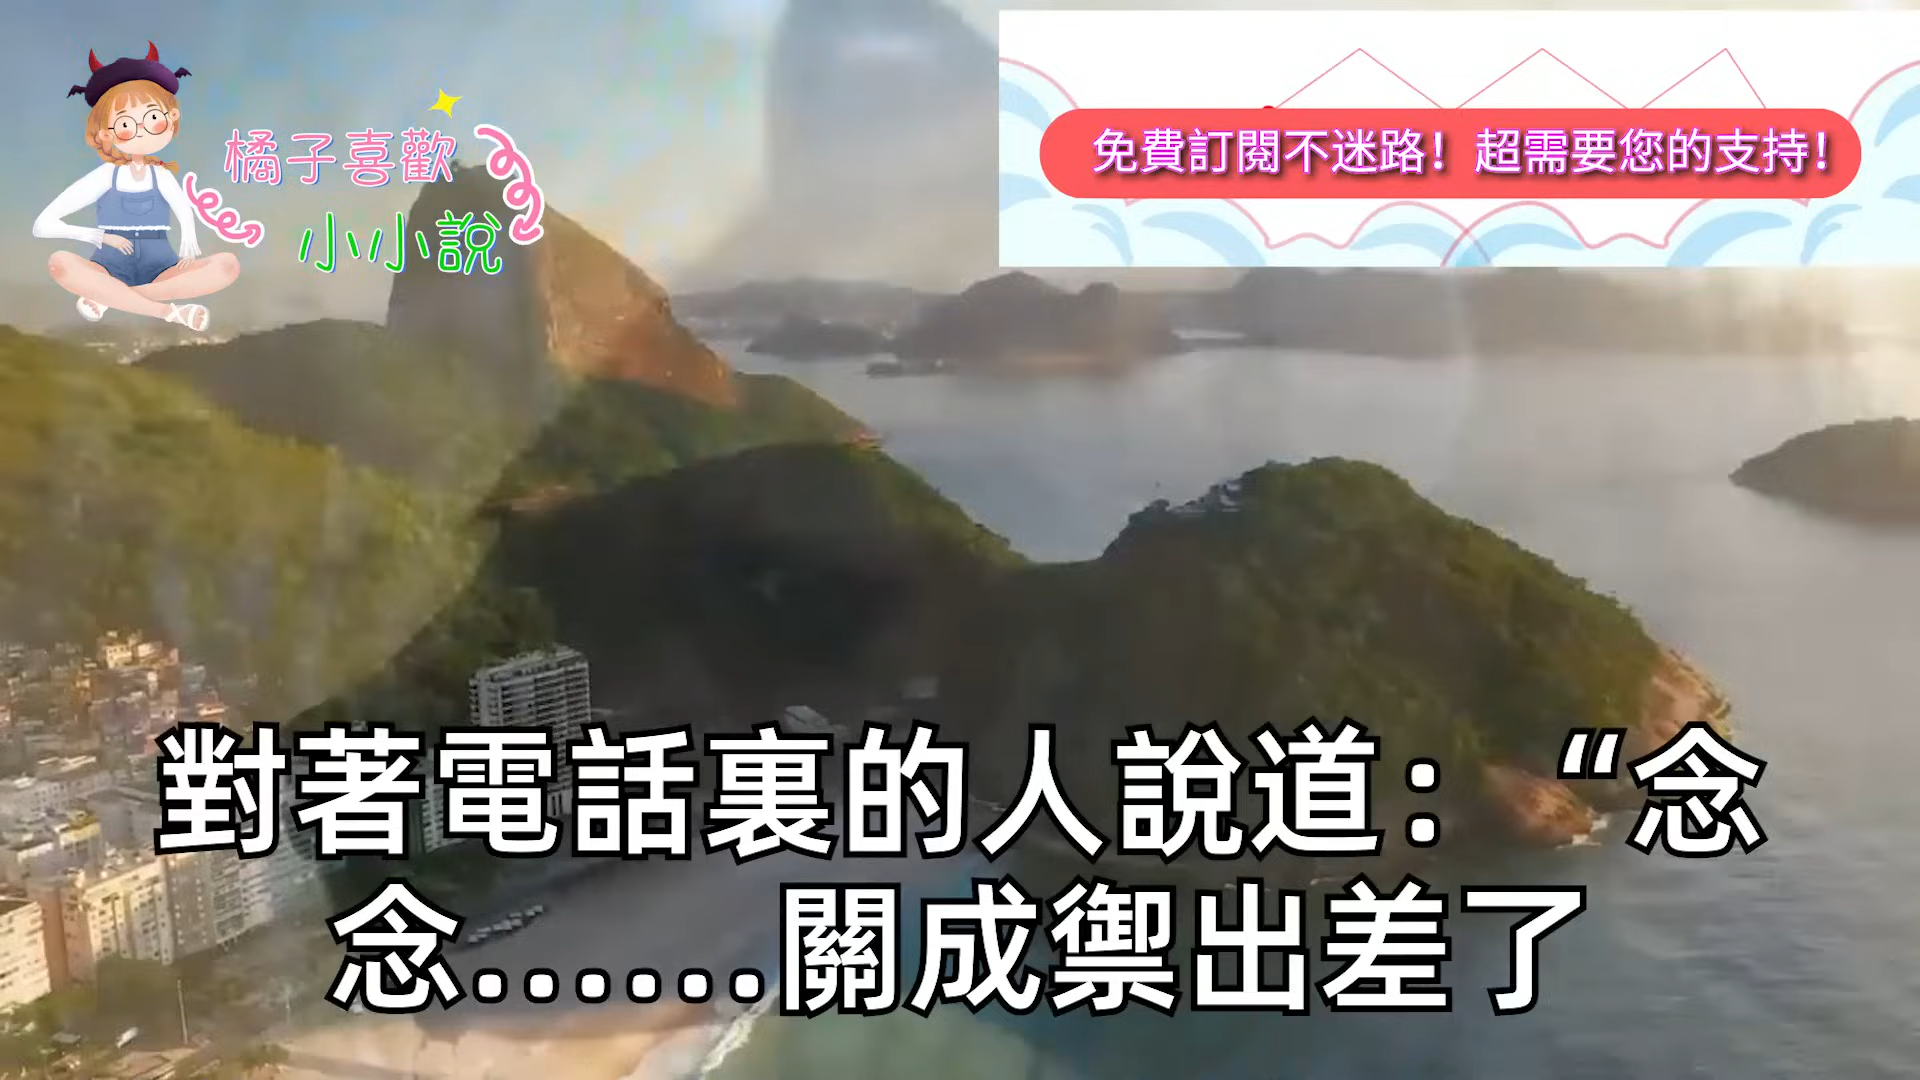 橘子喜歡
小小說
免費訂閱不迷路！超需要您的支持！
對著電話裏的人說道：“念
念......關成禦出差了